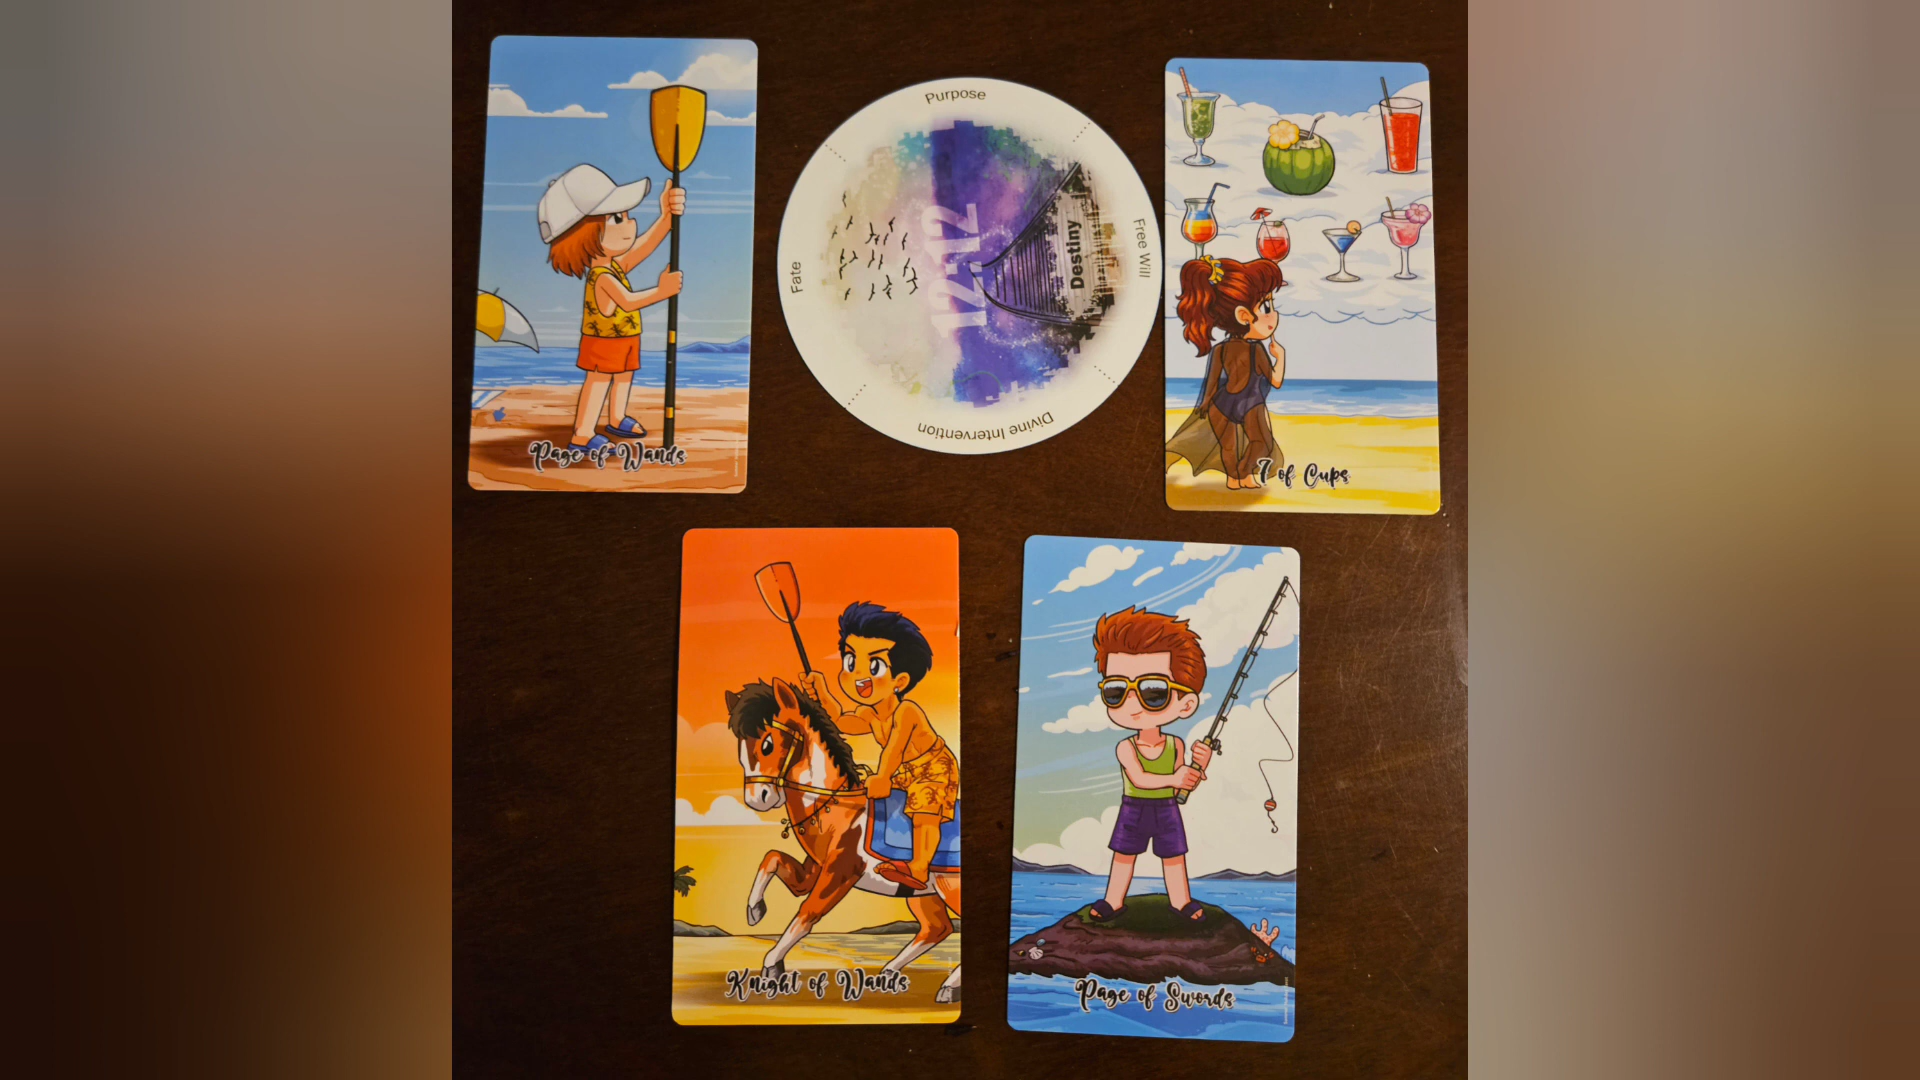 Purpose
Fate
12:12
Destiny
Free Will
Divine Intervention
Page of Wands
7 of Cups
Knight of Wands
Page of Swords